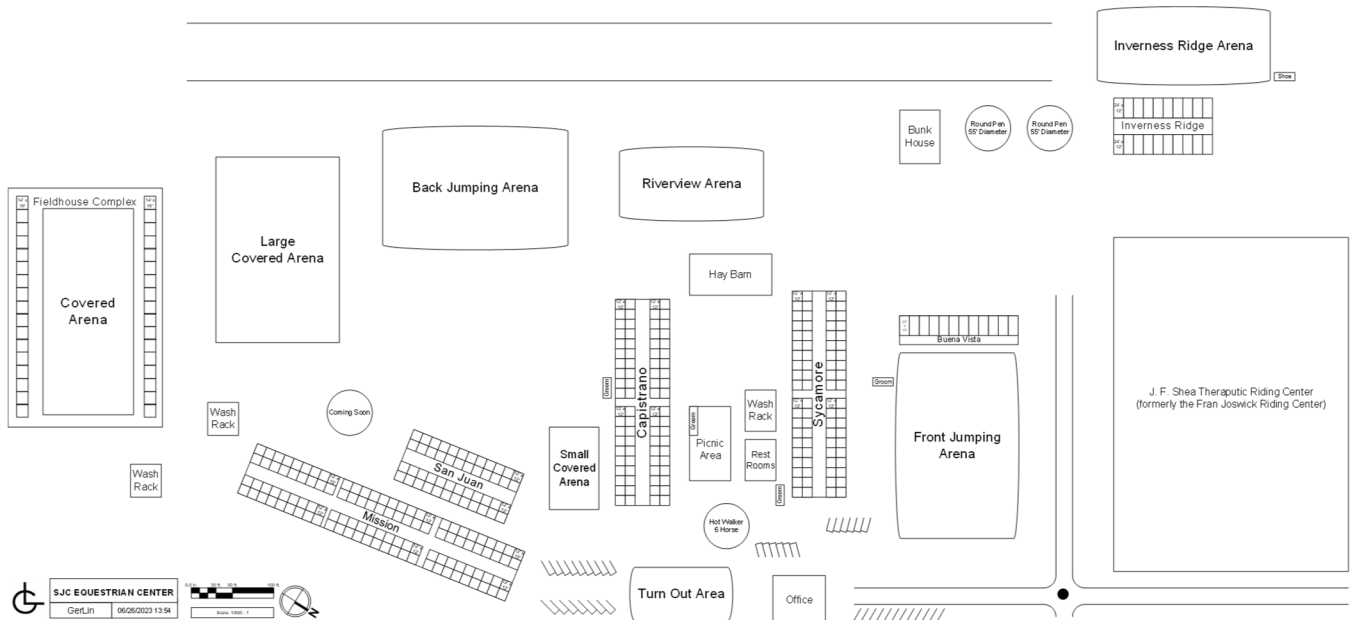 Inverness Ridge Arena
Shoe
24' x
12'
Inverness Ridge
24' x
12'
Bunk
House
Round Pen
55' Diameter
Round Pen
55' Diameter
Back Jumping Arena
Riverview Arena
Large
Covered Arena
Fieldhouse Complex
Covered
Arena
Hay Barn
Buena Vista
Groom
Capistrano
Groom
Sycamore
Groom
Wash
Rack
Picnic
Area
Rest
Rooms
Groom
Small
Covered
Arena
Front Jumping
Arena
J. F. Shea Theraputic Riding Center
(formerly the Fran Joswick Riding Center)
Coming Soon
Wash
Rack
Wash
Rack
San Juan
Mission
Hot Walker
6 Horse
Turn Out Area
Office
SJC EQUESTRIAN CENTER
GerLin
06/26/2023 13:54
N